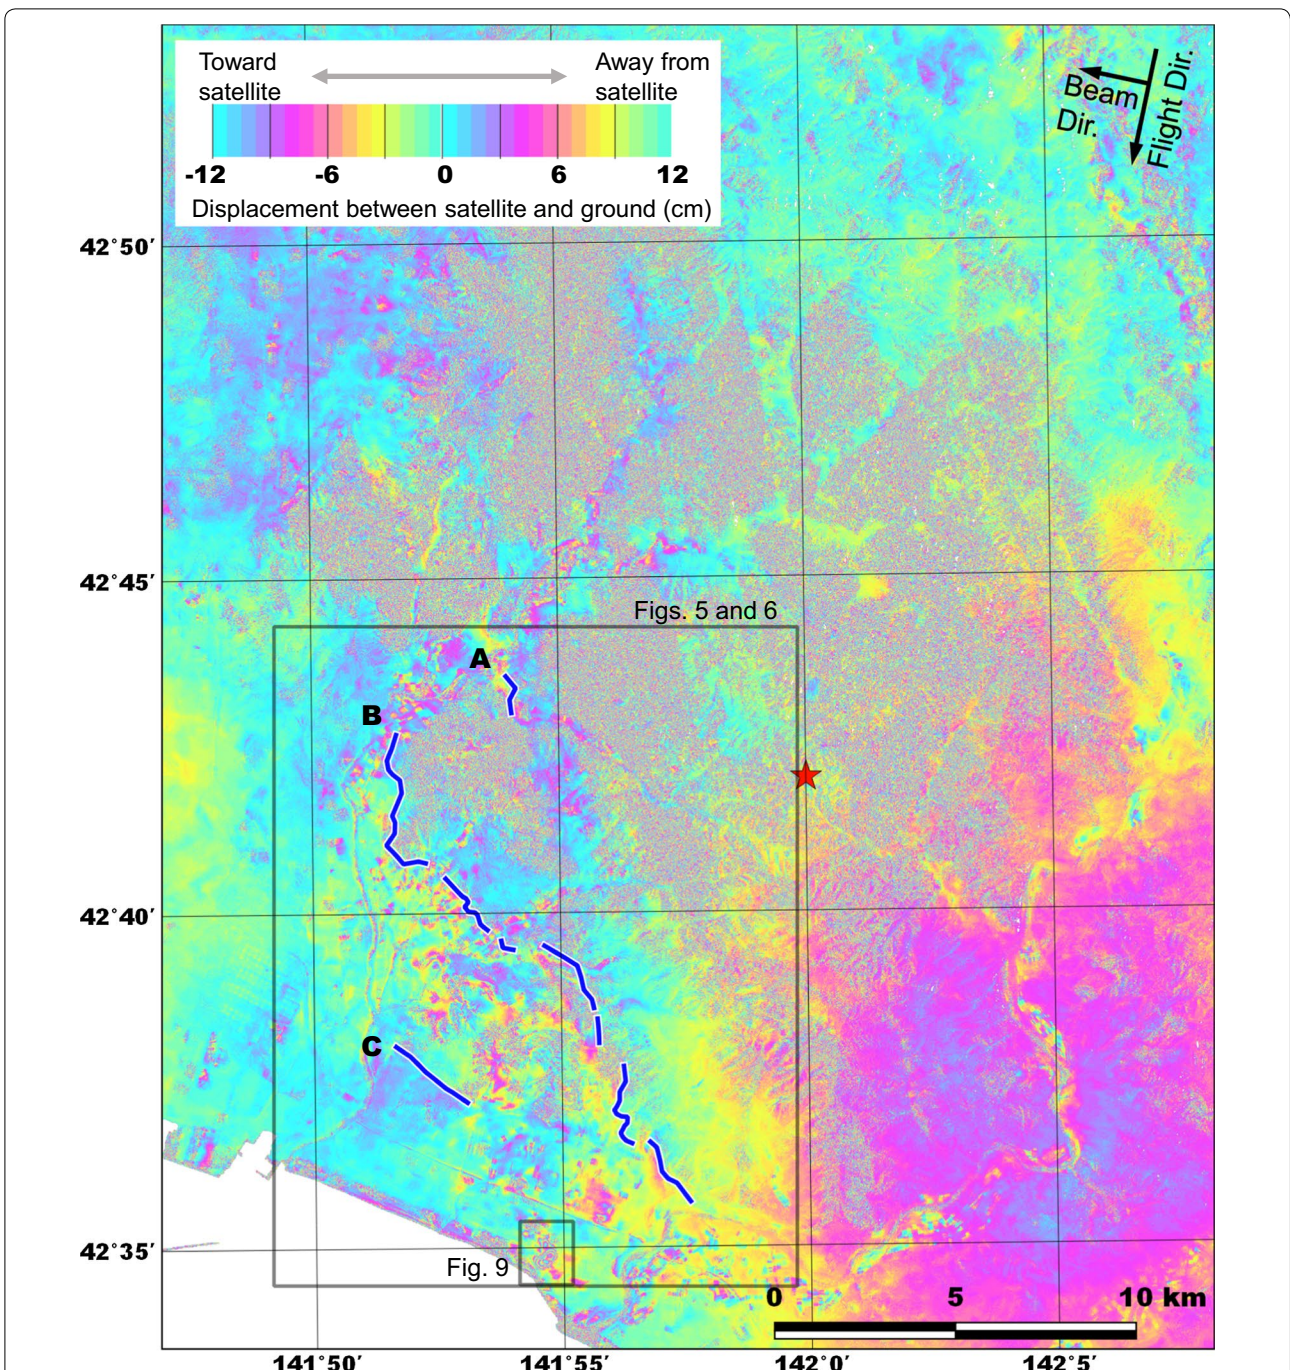 Toward Away from
satellite satellite
-12 -6 0 6 12
Displacement between satellite and ground (cm)
Beam
Dir.
Flight Dir.
42°50′
42°45′
Figs. 5 and 6
A
B
42°40′
C
42°35′
Fig. 9
0 5 10 km
141°50′ 141°55′ 142°0′ 142°5′